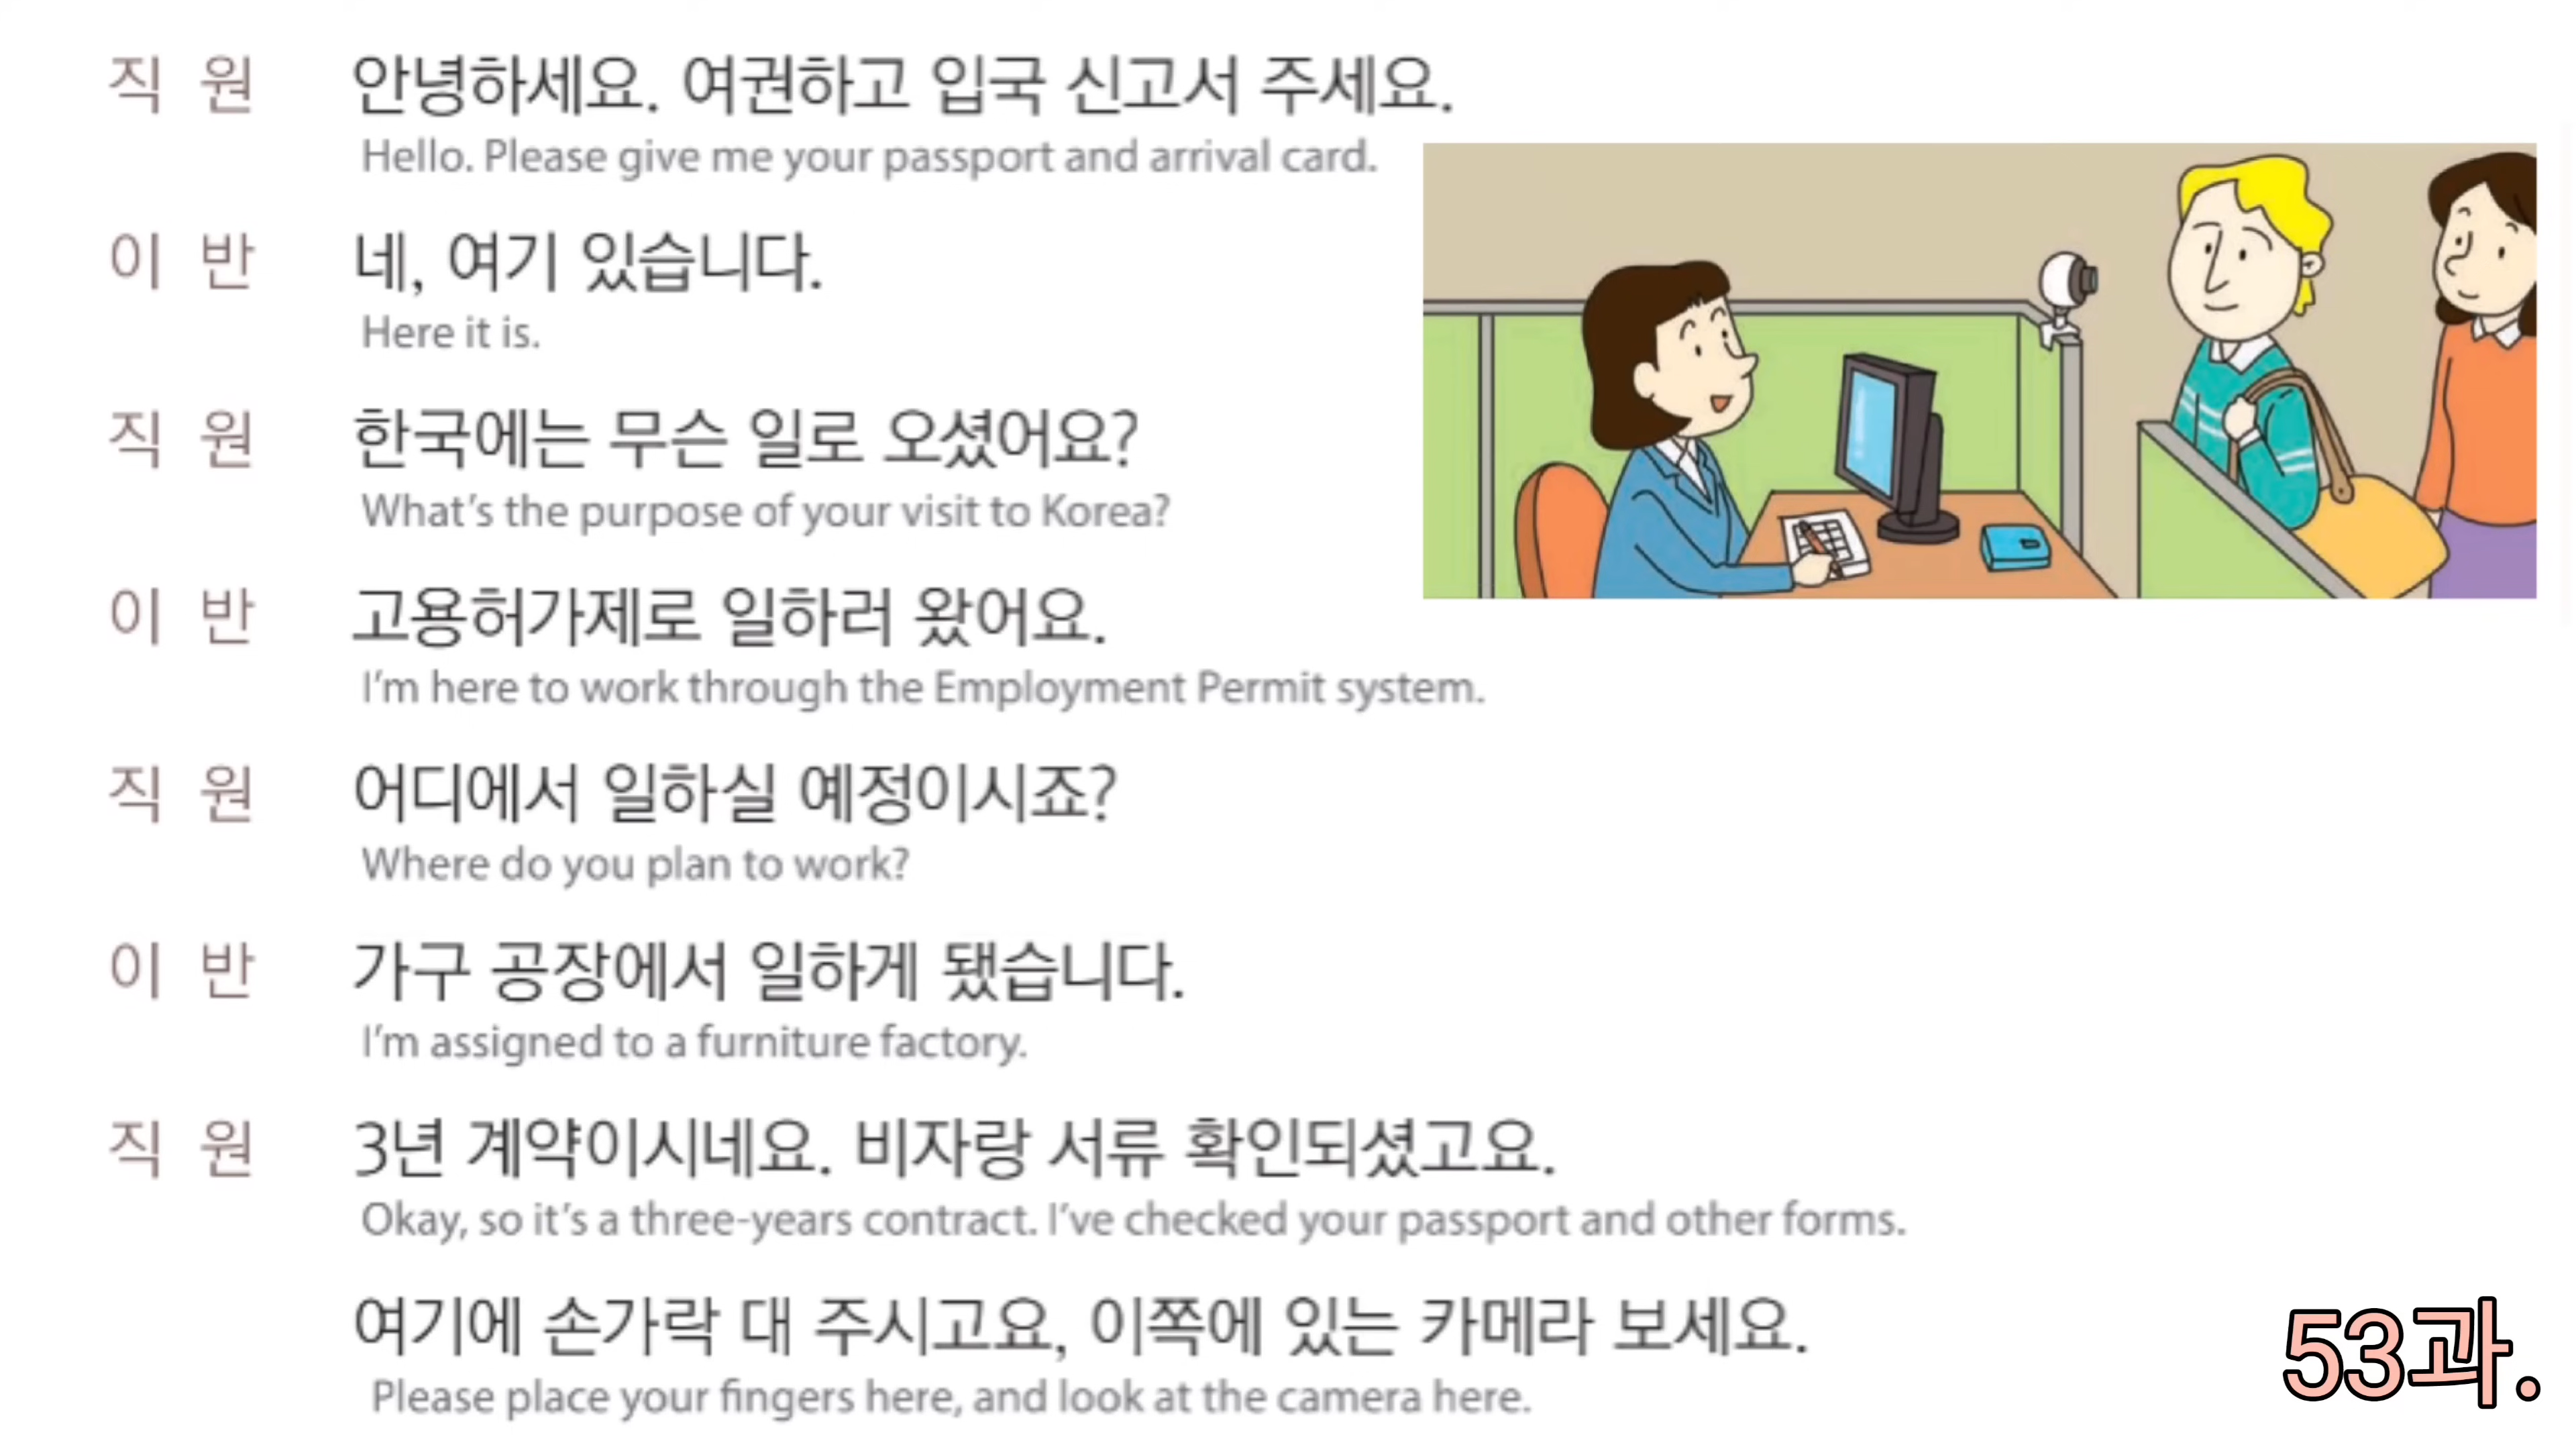 직 원 안녕하세요. 여권하고 입국 신고서 주세요.
Hello. Please give me your passport and arrival card.
이 반 네, 여기 있습니다.
Here it is.
직 원 한국에는 무슨 일로 오셨어요?
What's the purpose of your visit to Korea?
이 반 고용허가제로 일하러 왔어요.
I'm here to work through the Employment Permit system.
직 원 어디에서 일하실 예정이시죠?
Where do you plan to work?
이 반 가구 공장에서 일하게 됐습니다.
I'm assigned to a furniture factory.
직 원 3년 계약이시네요. 비자랑 서류 확인되셨고요.
Okay, so it's a three-years contract. I've checked your passport and other forms.
여기에 손가락 대 주시고요, 이쪽에 있는 카메라 보세요.
Please place your fingers here, and look at the camera here.
53과.